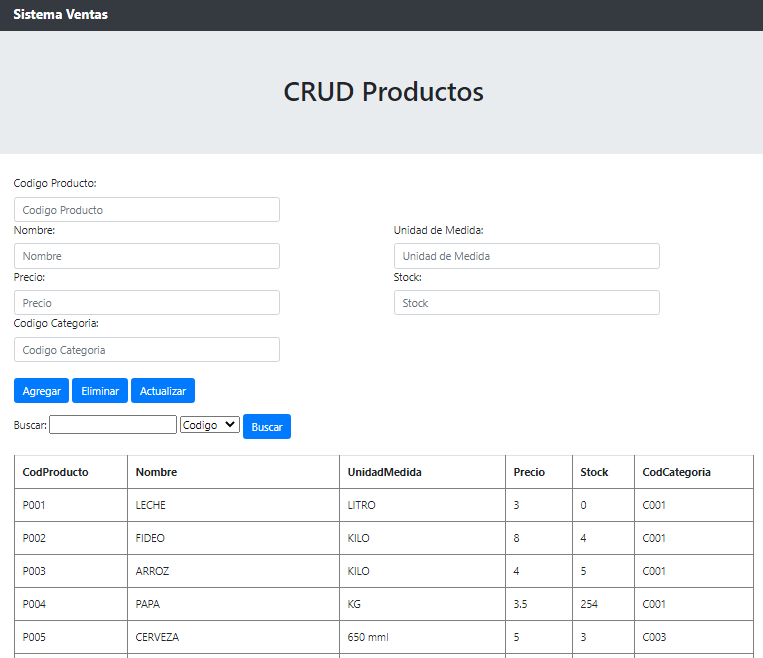 Sistema Ventas
CRUD Productos
Codigo Producto:
Codigo Producto
Nombre: Unidad de Medida:
Nombre Unidad de Medida
Precio: Stock:
Precio Stock
Codigo Categoria:
Codigo Categoria
Agregar Eliminar Actualizar
Buscar: Codigo Buscar
CodProducto Nombre UnidadMedida Precio Stock CodCategoria
P001 LECHE LITRO 3 0 C001
P002 FIDEO KILO 8 4 C001
P003 ARROZ KILO 4 5 C001
P004 PAPA KG 3.5 254 C001
P005 CERVEZA 650 mml 5 3 C003